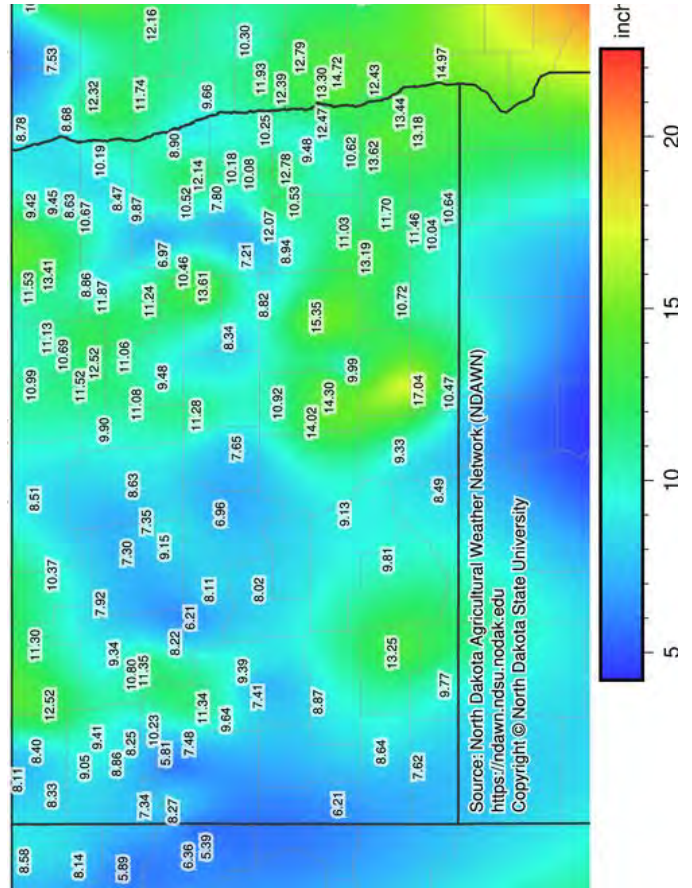 8.11 8.78
8.58 11.53 10.99 9.42
8.40 11.30 8.51
8.33 12.52 10.37 11.13 13.41 9.45 7.53
10.69 8.63 8.68
8.14 9.05 11.52 8.86 10.67
9.41 7.92 9.90 12.52 11.87 10.19 12.32
8.86 9.34 8.47
5.89 8.25 10.80 7.30 8.63 11.06
7.34 11.35 7.35 11.08 11.24 9.87 11.74
10.23 12.16
5.81 9.15 9.48 6.97
8.27 8.22 8.90
6.36 7.48 6.21 10.46 10.52
5.39 11.34 8.11 11.28 13.61 12.14 9.66
9.64 6.96 8.34 7.80
9.39 7.65 10.18
7.41 8.02 7.21 10.08 10.30
8.82 12.07 10.25 11.93
10.92 8.94 12.78 12.39
10.53 9.48 12.79
8.87 14.02 15.35 12.47 13.30
6.21 9.13 14.30 11.03 14.72
9.99 10.62
13.19 13.62 12.43
8.64 13.25 9.81 11.70
9.33 10.72 13.44
7.62 17.04 11.46 13.18
8.49 10.04 14.97
9.77 10.47 10.64
Source: North Dakota Agricultural Weather Network (NDAWN)
https://ndawn.ndsu.nodak.edu
Copyright © North Dakota State University
5 10 15 20 inch